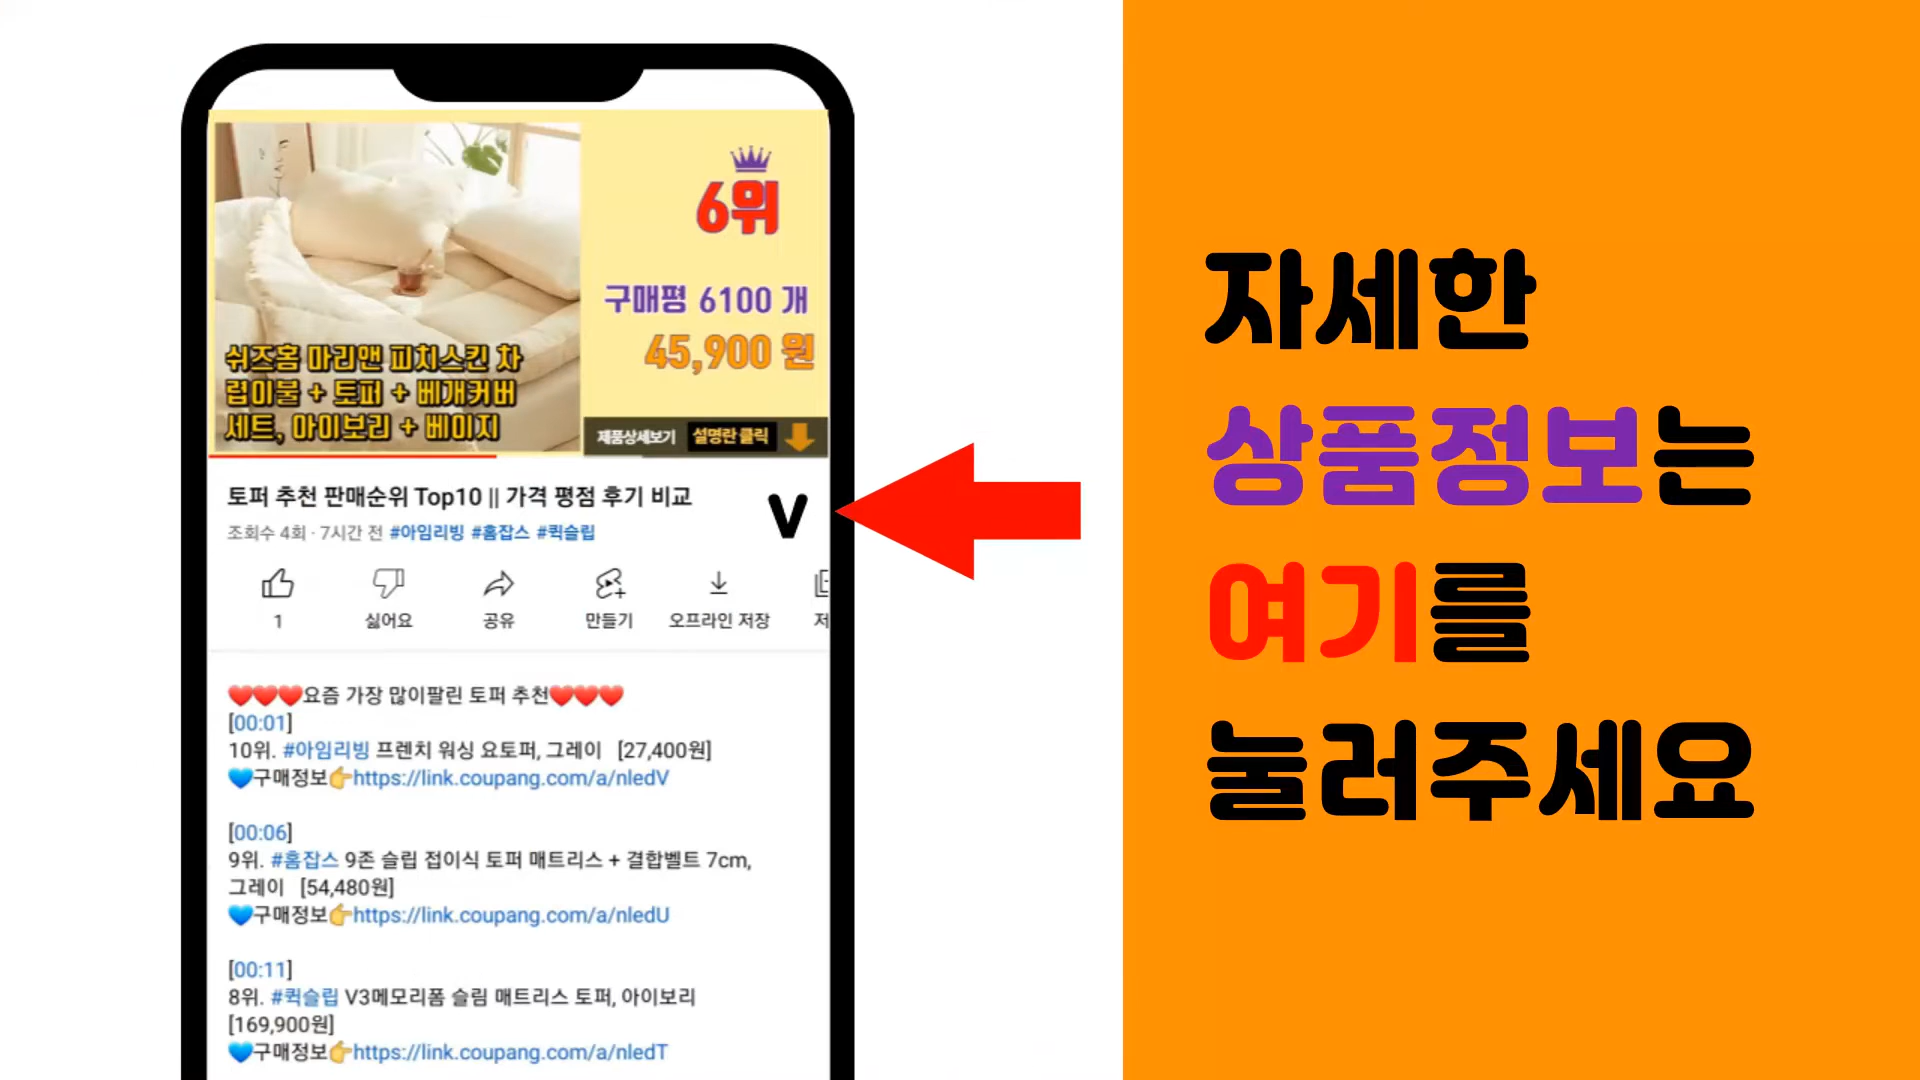 6위
구매평 6100 개
45,900 원
쉬즈홈 마리앤 피치스킨 차
렵이불 + 토퍼 + 베개커버
세트, 아이보리 + 베이지
제품상세보기 설명란 클릭
토퍼 추천 판매순위 Top10 || 가격 평점 후기 비교
V
조회수 4회 · 7시간 전 #아임리빙 #홈잡스 #퀵슬립
1 싫어요 공유 만들기 오프라인 저장 저
❤️❤️❤️요즘 가장 많이팔린 토퍼 추천❤️❤️❤️
[00:01]
10위. #아임리빙 프렌치 워싱 요토퍼, 그레이 [27,400원]
💙구매정보👉https://link.coupang.com/a/nledV
[00:06]
9위. #홈잡스 9존 슬립 접이식 토퍼 매트리스 + 결합벨트 7cm,
그레이 [54,480원]
💙구매정보👉https://link.coupang.com/a/nledU
[00:11]
8위. #퀵슬립 V3메모리폼 슬림 매트리스 토퍼, 아이보리
[169,900원]
💙구매정보👉https://link.coupang.com/a/nledT
자세한
상품정보는
여기를
눌러주세요